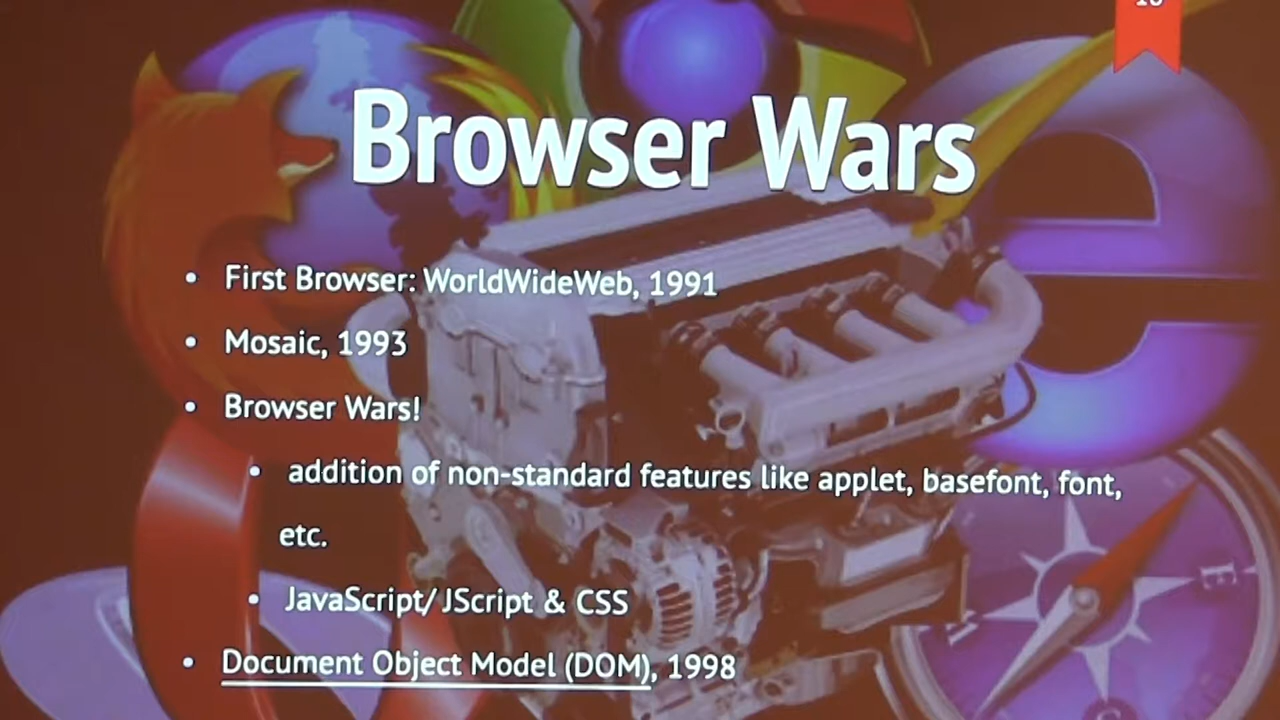 Browser Wars
• First Browser: WorldWideWeb, 1991
• Mosaic, 1993
• Browser Wars!
• addition of non-standard features like applet, basefont, font,
etc.
• JavaScript/ JScript & CSS
• Document Object Model (DOM), 1998
E